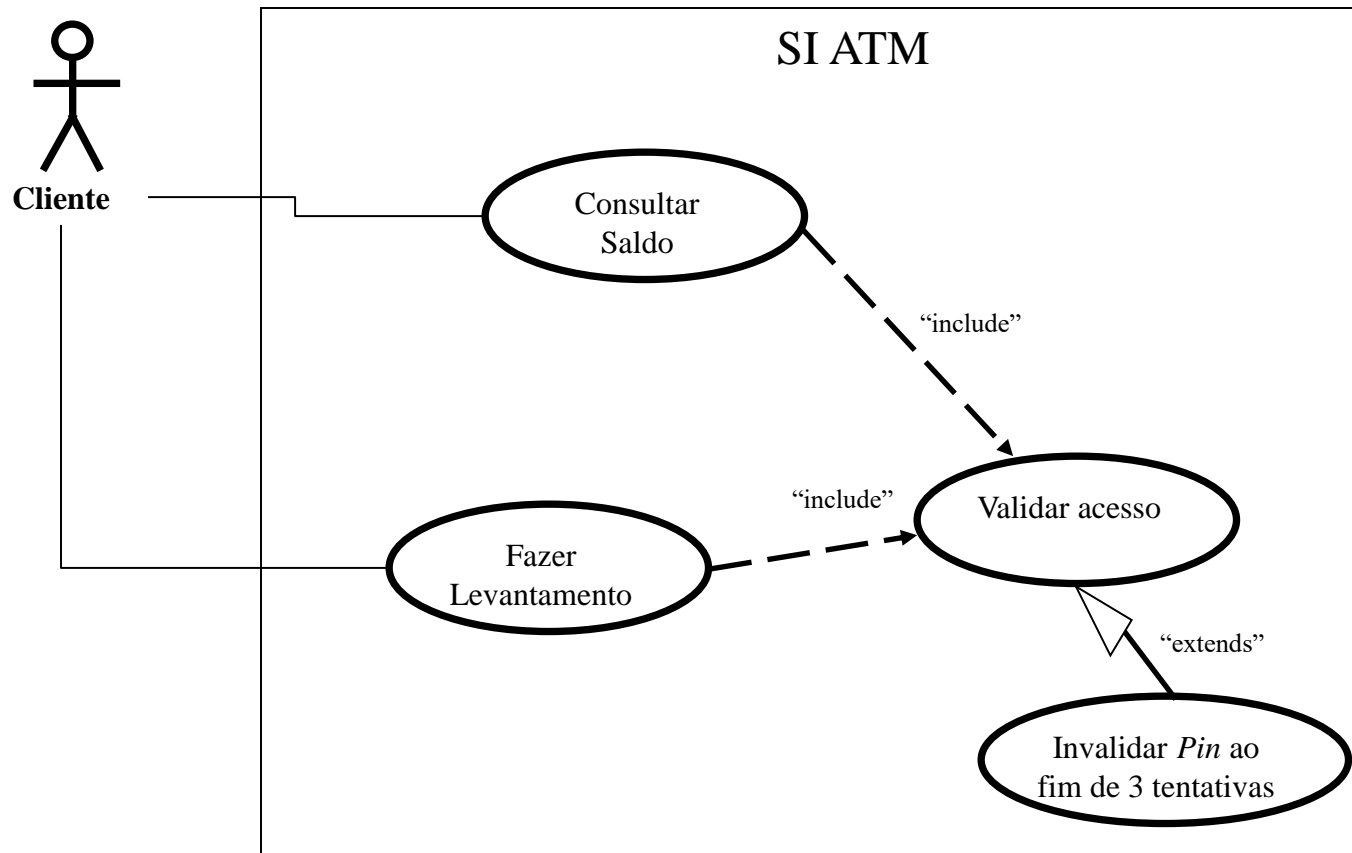 SI ATM
Cliente
Consultar
Saldo
“include”
“include”
Validar acesso
Fazer
Levantamento
“extends”
Invalidar Pin ao
fim de 3 tentativas